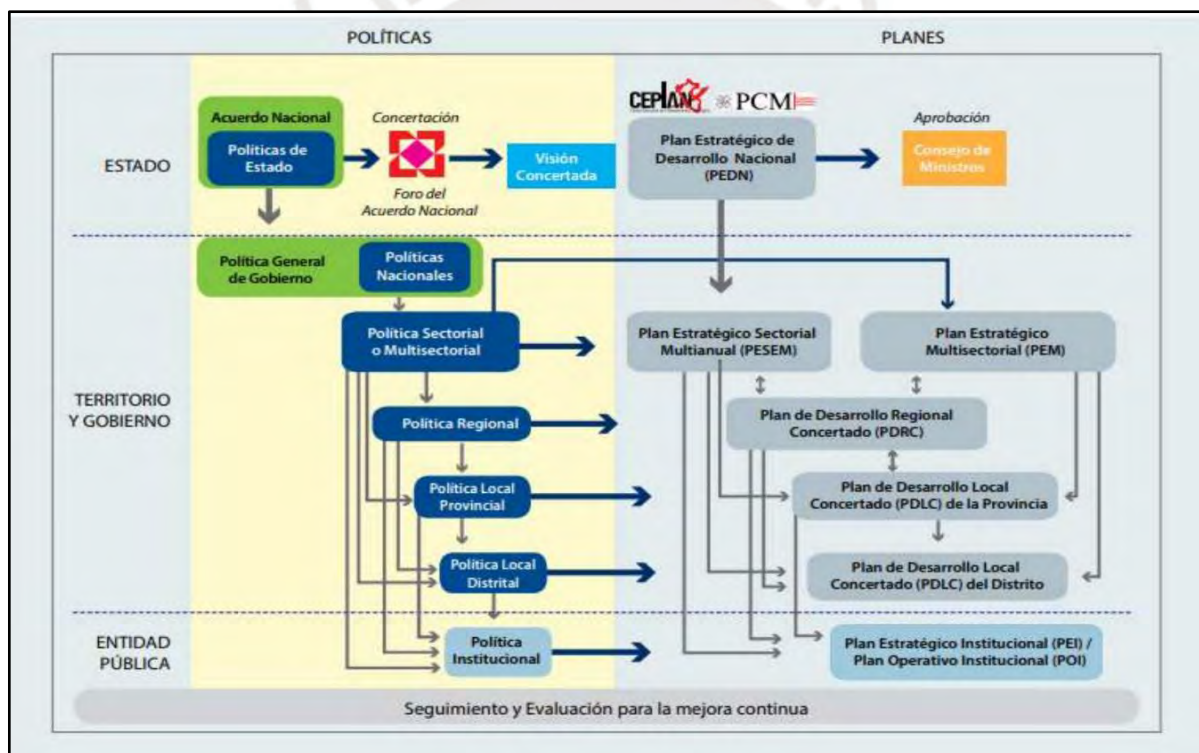 POLÍTICAS
PLANES
ESTADO
Acuerdo Nacional
Políticas de
Estado
Concertación
Foro del
Acuerdo Nacional
Visión
Concertada
CEPLAN
PCM
Plan Estratégico de
Desarrollo Nacional
(PEDN)
Aprobación
Consejo de
Ministros
TERRITORIO
Y GOBIERNO
Política General
de Gobierno
Políticas
Nacionales
Política Sectorial
o Multisectorial
Plan Estratégico Sectorial
Multianual (PESEM)
Plan Estratégico
Multisectorial (PEM)
Política Regional
Plan de Desarrollo Regional
Concertado (PDRC)
Política Local
Provincial
Plan de Desarrollo Local
Concertado (PDLC) de la Provincia
Política Local
Distrital
Plan de Desarrollo Local
Concertado (PDLC) del Distrito
ENTIDAD
PÚBLICA
Política
Institucional
Plan Estratégico Institucional (PEI) /
Plan Operativo Institucional (POI)
Seguimiento y Evaluación para la mejora continua